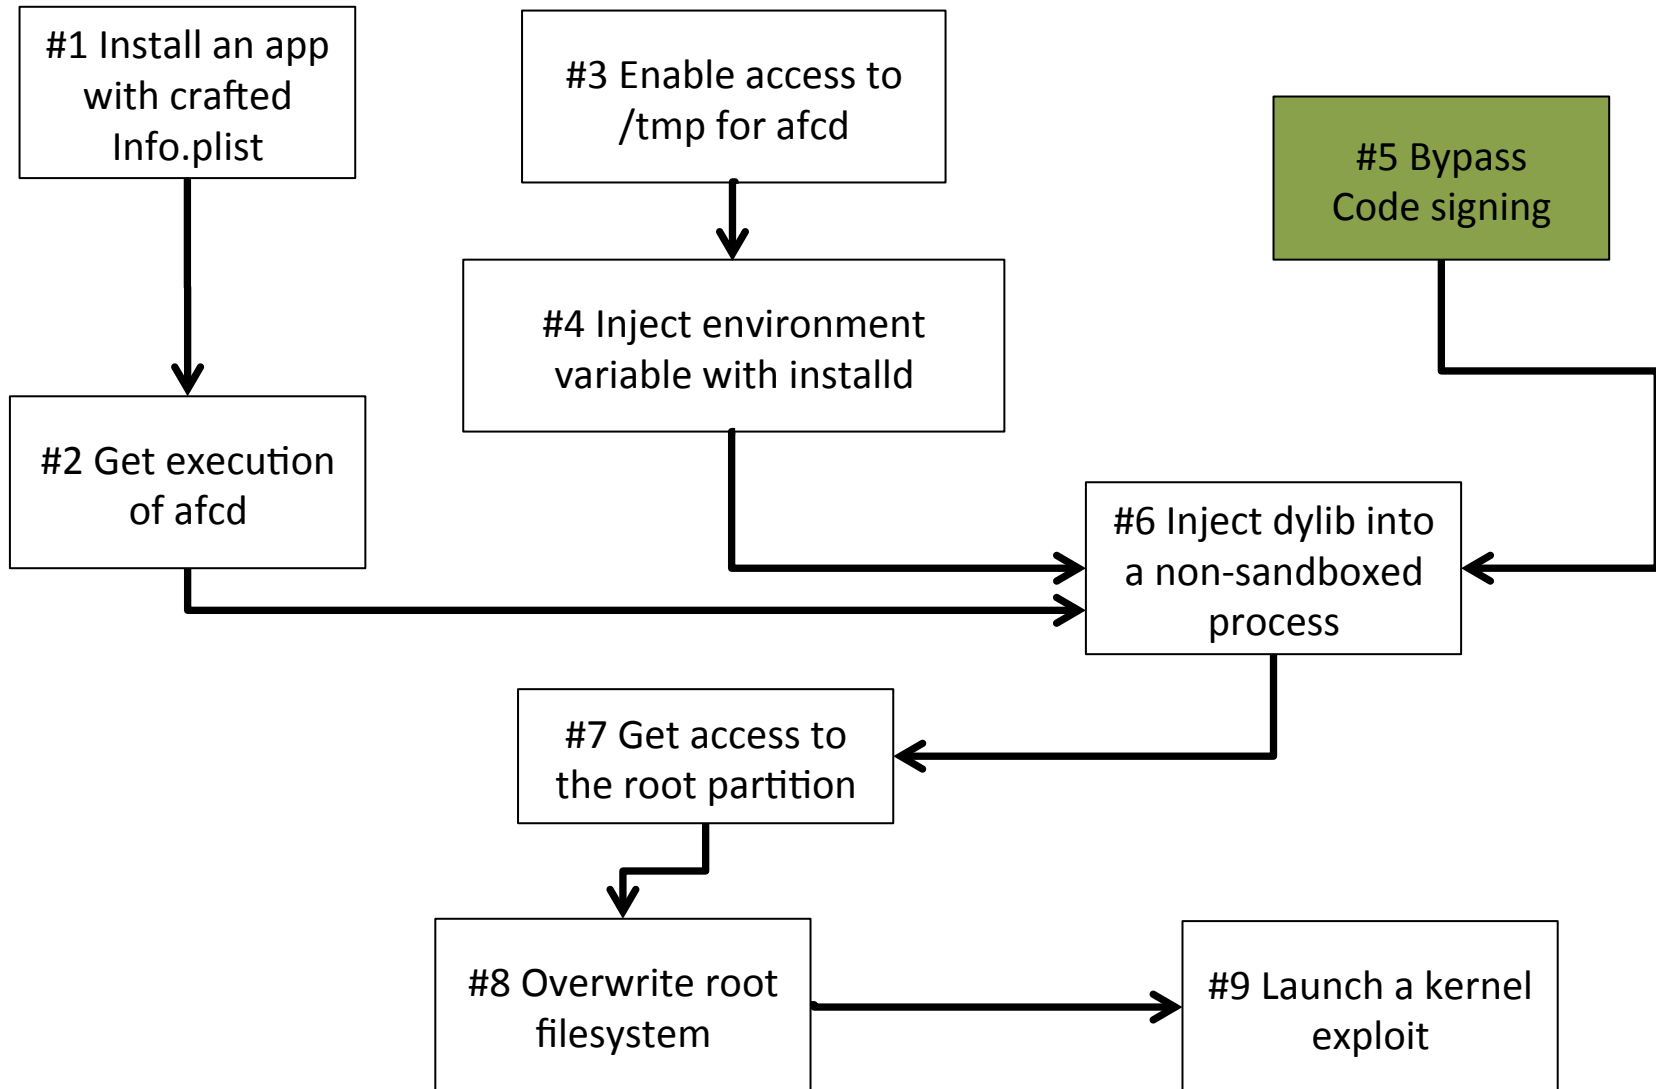 #1 Install an app
with crafted
Info.plist
#2 Get execution
of afcd
#3 Enable access to
/tmp for afcd
#4 Inject environment
variable with installd
#5 Bypass
Code signing
#6 Inject dylib into
a non-sandboxed
process
#7 Get access to
the root partition
#8 Overwrite root
filesystem
#9 Launch a kernel
exploit